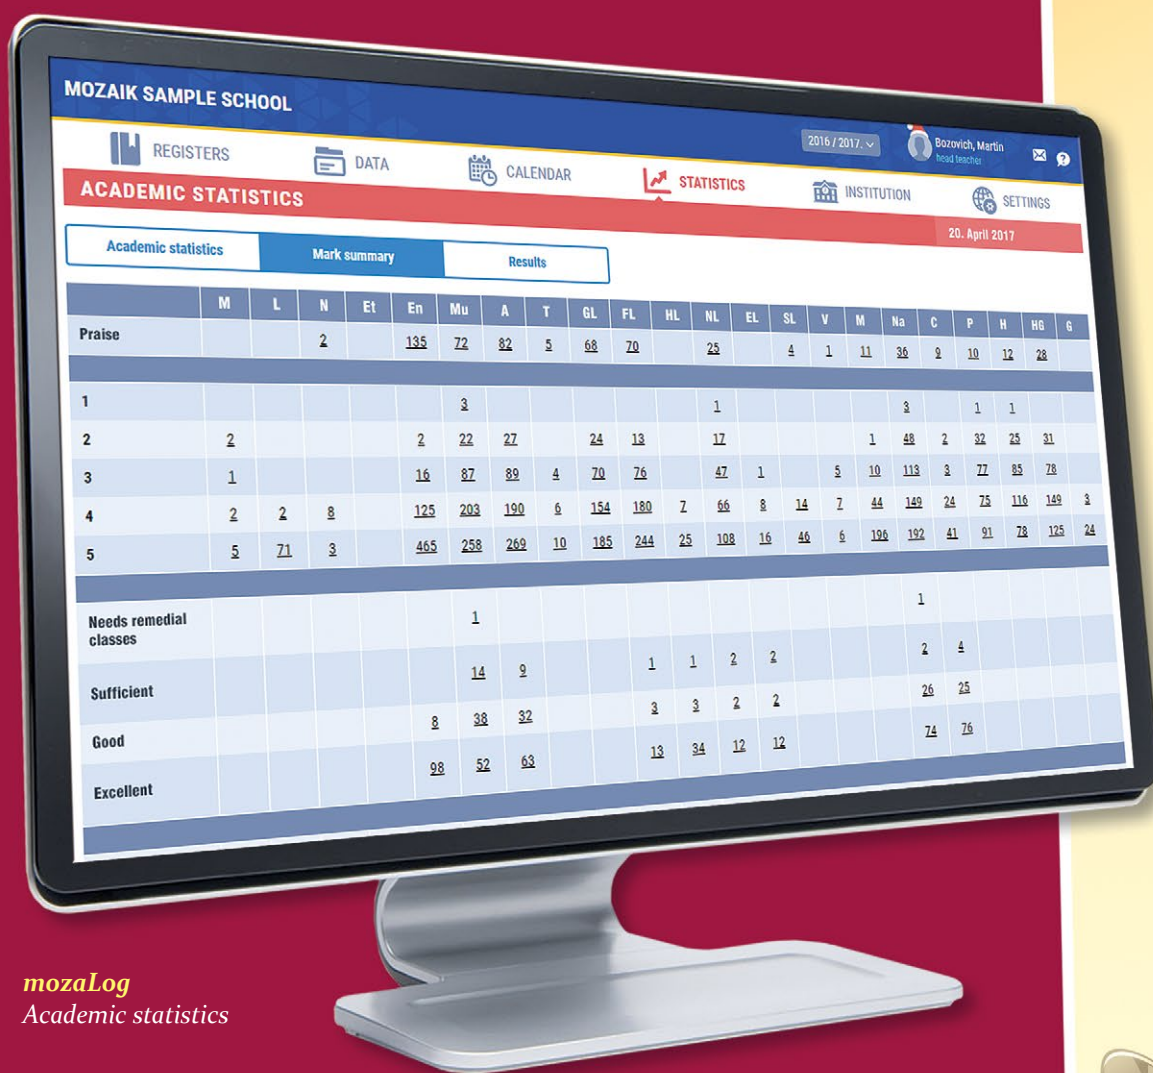 MOZAIK SAMPLE SCHOOL
2016 / 2017.
Bozovich, Martin
head teacher
REGISTERS DATA CALENDAR STATISTICS INSTITUTION SETTINGS
ACADEMIC STATISTICS
20. April 2017
Academic statistics Mark summary Results
M L N Et En Mu A T GL FL HL NL EL SL V M Na C P H HG G
Praise 2 135 72 82 5 68 70 25 4 1 11 36 9 10 12 28
1 3 1 3 1 1
2 2 2 22 27 24 13 17 1 48 2 32 25 31
3 1 16 87 89 4 70 76 47 1 5 10 113 3 77 85 78
4 2 2 8 125 203 190 6 154 180 7 66 8 14 7 44 149 24 75 116 149 3
5 5 71 3 465 258 269 10 185 244 25 108 16 46 6 196 192 41 91 78 125 24
Needs remedial
classes 1 1
Sufficient 14 9 1 1 2 2 2 4
Good 8 38 32 3 3 2 2 26 25
Excellent 98 52 63 13 34 12 12 74 76
mozaLog
Academic statistics